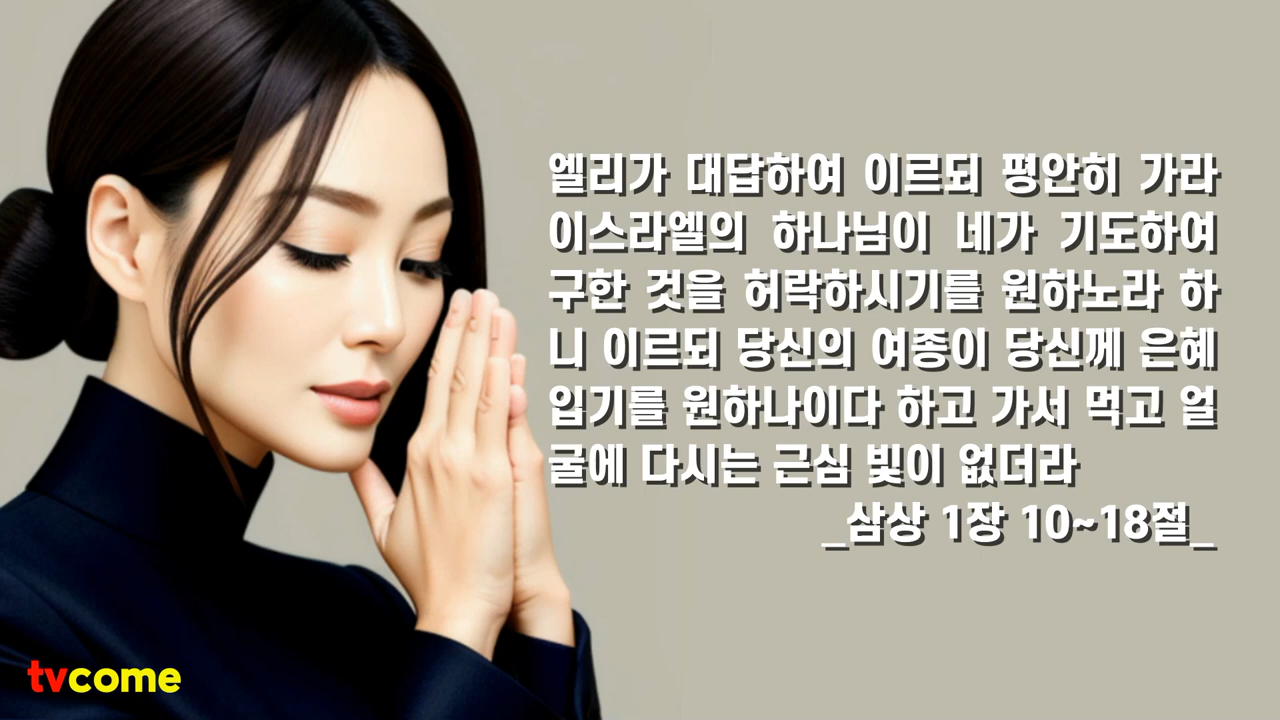 엘리가 대답하여 이르되 평안히 가라
이스라엘의 하나님이 네가 기도하여
구한 것을 허락하시기를 원하노라 하
니 이르되 당신의 여종이 당신께 은혜
입기를 원하나이다 하고 가서 먹고 얼
굴에 다시는 근심 빛이 없더라
_삼상 1장 10~18절_
tvcome